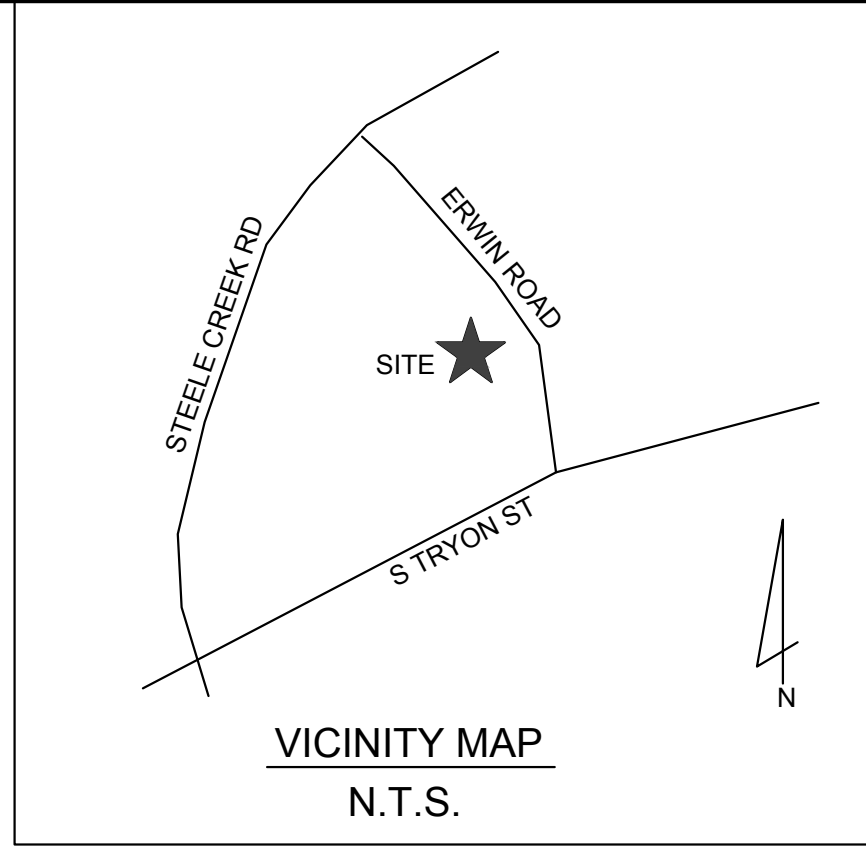 ERWIN ROAD
STEELE CREEK RD
SITE
S TRYON ST
N
VICINITY MAP
N.T.S.